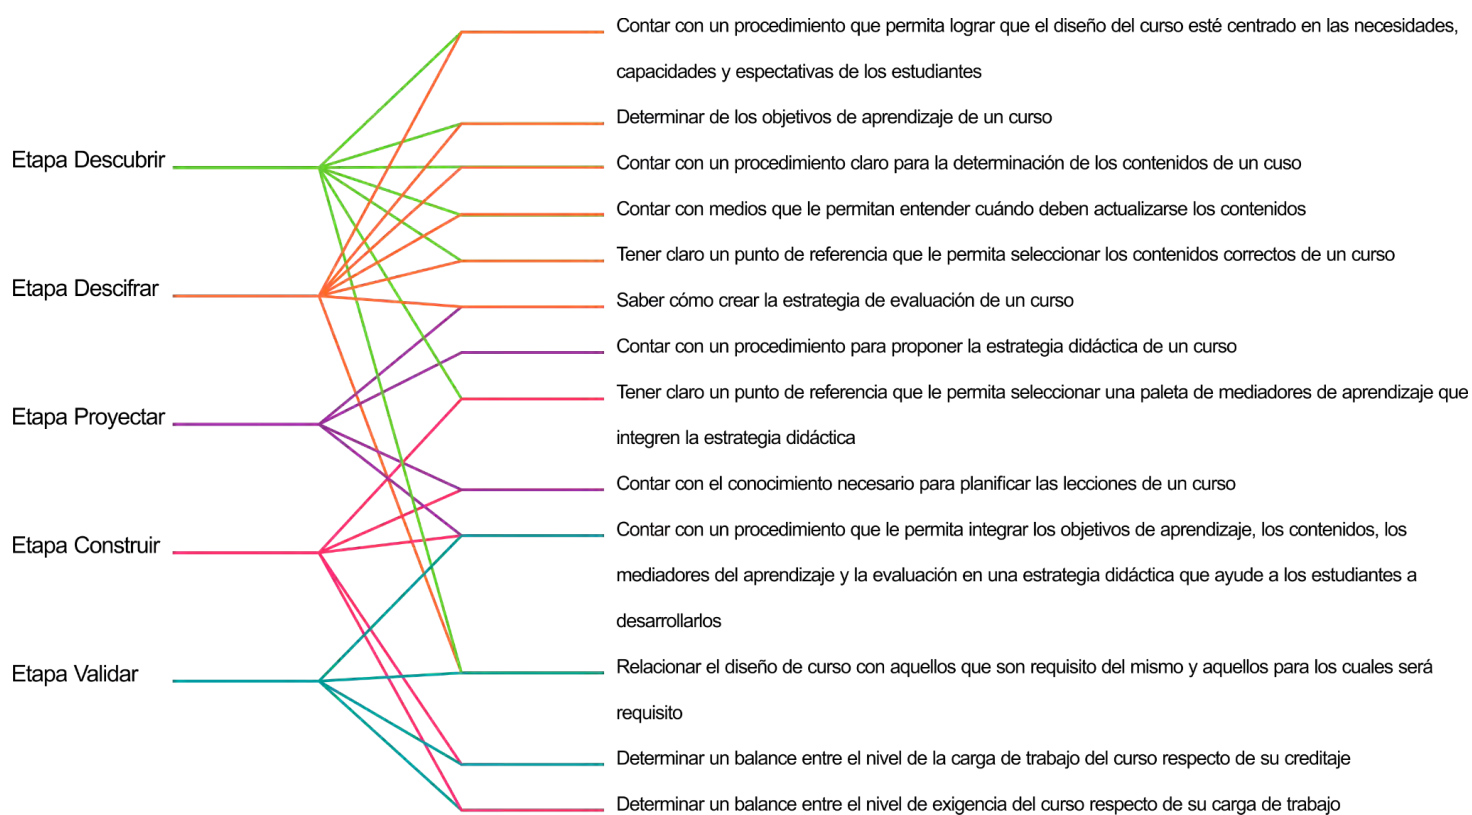 Etapa Descubrir
Etapa Descifrar
Etapa Proyectar
Etapa Construir
Etapa Validar
Contar con un procedimiento que permita lograr que el diseño del curso esté centrado en las necesidades,
capacidades y espectativas de los estudiantes
Determinar de los objetivos de aprendizaje de un curso
Contar con un procedimiento claro para la determinación de los contenidos de un cuso
Contar con medios que le permitan entender cuándo deben actualizarse los contenidos
Tener claro un punto de referencia que le permita seleccionar los contenidos correctos de un curso
Saber cómo crear la estrategia de evaluación de un curso
Contar con un procedimiento para proponer la estrategia didáctica de un curso
Tener claro un punto de referencia que le permita seleccionar una paleta de mediadores de aprendizaje que
integren la estrategia didáctica
Contar con el conocimiento necesario para planificar las lecciones de un curso
Contar con un procedimiento que le permita integrar los objetivos de aprendizaje, los contenidos, los
mediadores del aprendizaje y la evaluación en una estrategia didáctica que ayude a los estudiantes a
desarrollarlos
Relacionar el diseño de curso con aquellos que son requisito del mismo y aquellos para los cuales será
requisito
Determinar un balance entre el nivel de la carga de trabajo del curso respecto de su creditaje
Determinar un balance entre el nivel de exigencia del curso respecto de su carga de trabajo